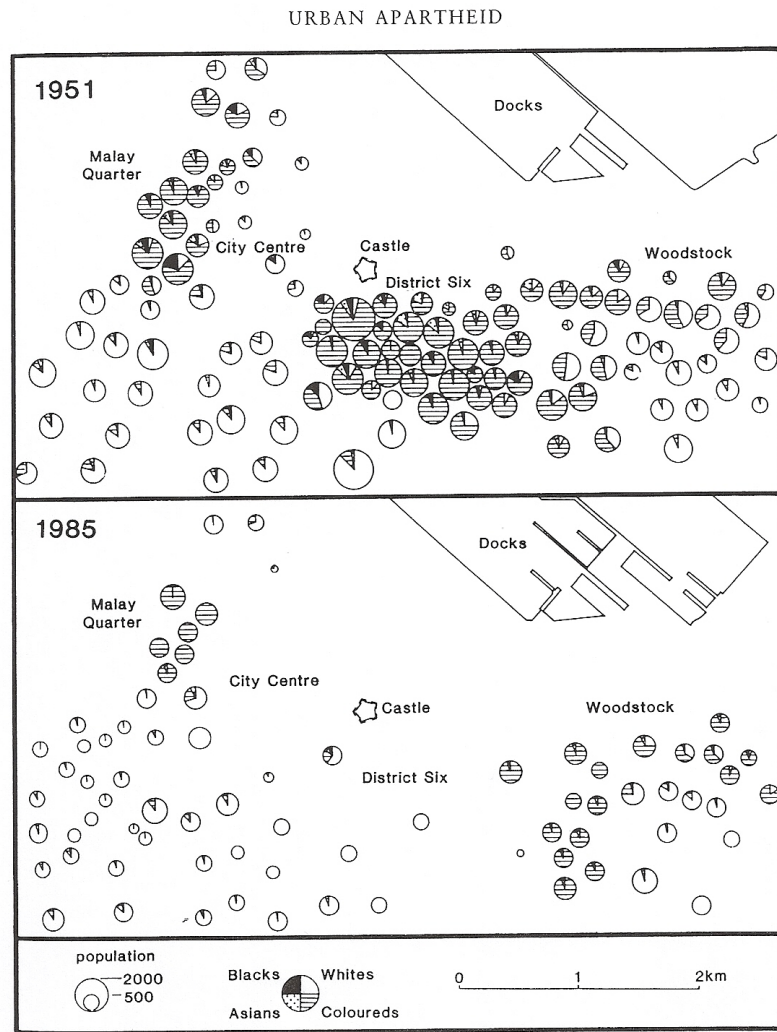 URBAN APARTHEID
1951
Docks
Malay
Quarter
City Centre
Castle
District Six
Woodstock
1985
Docks
Malay
Quarter
City Centre
Castle
Woodstock
District Six
population
2000
500
Blacks
Whites
Asians
Coloureds
0
1
2km